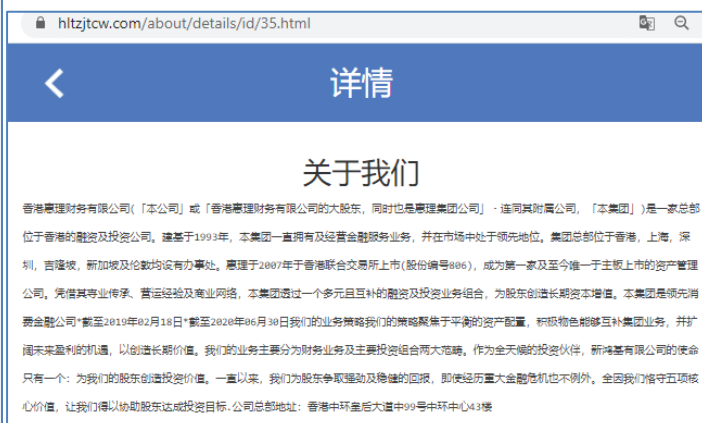 hltzjtcw.com/about/details/id/35.html
详情
关于我们
香港惠理财务有限公司(「本公司」或「香港惠理财务有限公司的大股东，同时也是惠理集团公司」‧连同其附属公司，「本集团」)是一家总部
位于香港的融资及投资公司。建基于1993年，本集团一直拥有及经营金融服务业务，并在市场中处于领先地位。集团总部位于香港，上海，深
圳，吉隆坡，新加坡及伦敦均设有办事处。惠理于2007年于香港联合交易所上市(股份编号806)，成为第一家及至今唯一于主板上市的资产管理
公司。凭借其专业传承、营运经验及商业网络，本集团透过一个多元且互补的融资及投资业务组合，为股东创造长期资本增值。本集团是领先消
费金融公司*截至2019年02月18日*截至2020年06月30日我们的业务策略我们的策略聚焦于平衡的资产配置，积极物色能够互补集团业务，并扩
阔未来盈利的机遇，以创造长期价值。我们的业务主要分为财务业务及主要投资组合两大范畴。作为全天候的投资伙伴，新鸿基有限公司的使命
只有一个：为我们的股东创造投资价值。一直以来，我们为股东争取强劲及稳健的回报，即使经历重大金融危机也不例外。全因我们恪守五项核
心价值，让我们得以协助股东达成投资目标.公司总部地址：香港中环皇后大道中99号中环中心43楼